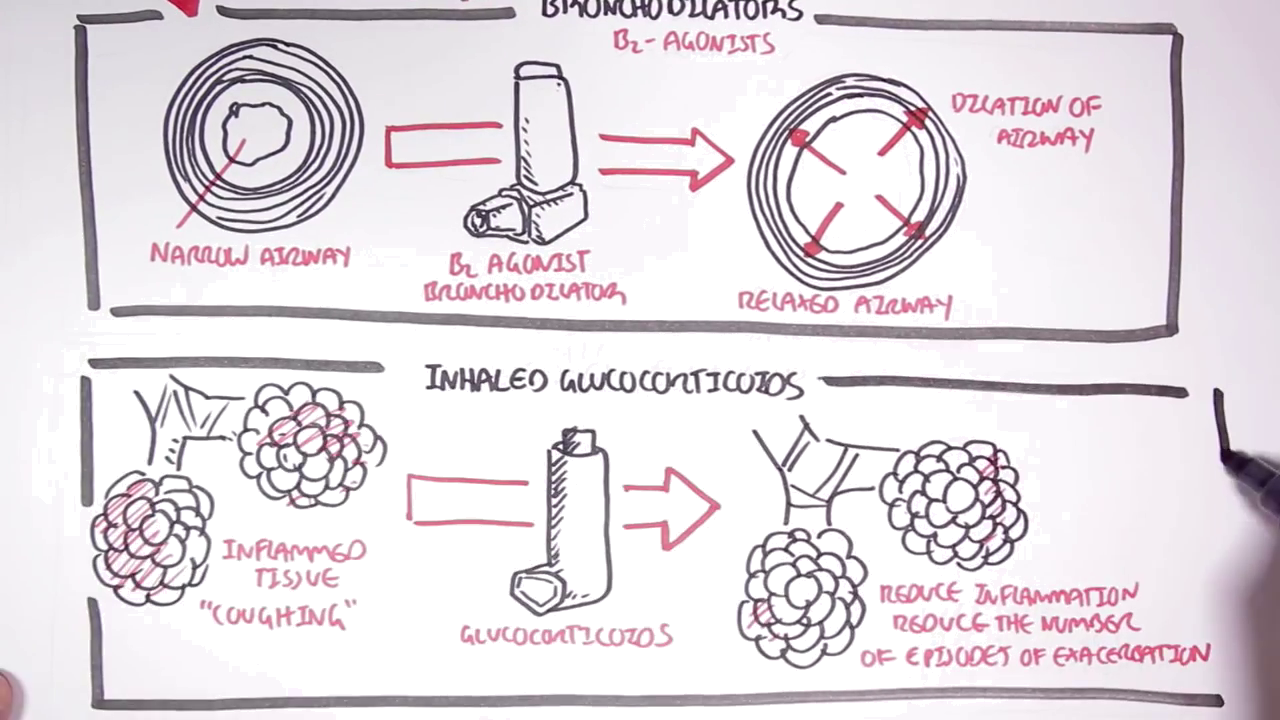 BRONCHODILATORS
B2-AGONISTS
DILATION OF
AIRWAY
NARROW AIRWAY
B2 AGONIST
BRONCHODILATOR
RELAXED AIRWAY
INHALED GLUCOCORTICOIDS
INFLAMMED
TISSUE
"COUGHING"
GLUCOCORTICOIDS
REDUCE INFLAMMATION
REDUCE THE NUMBER
OF EPISODES OF EXACERBATION